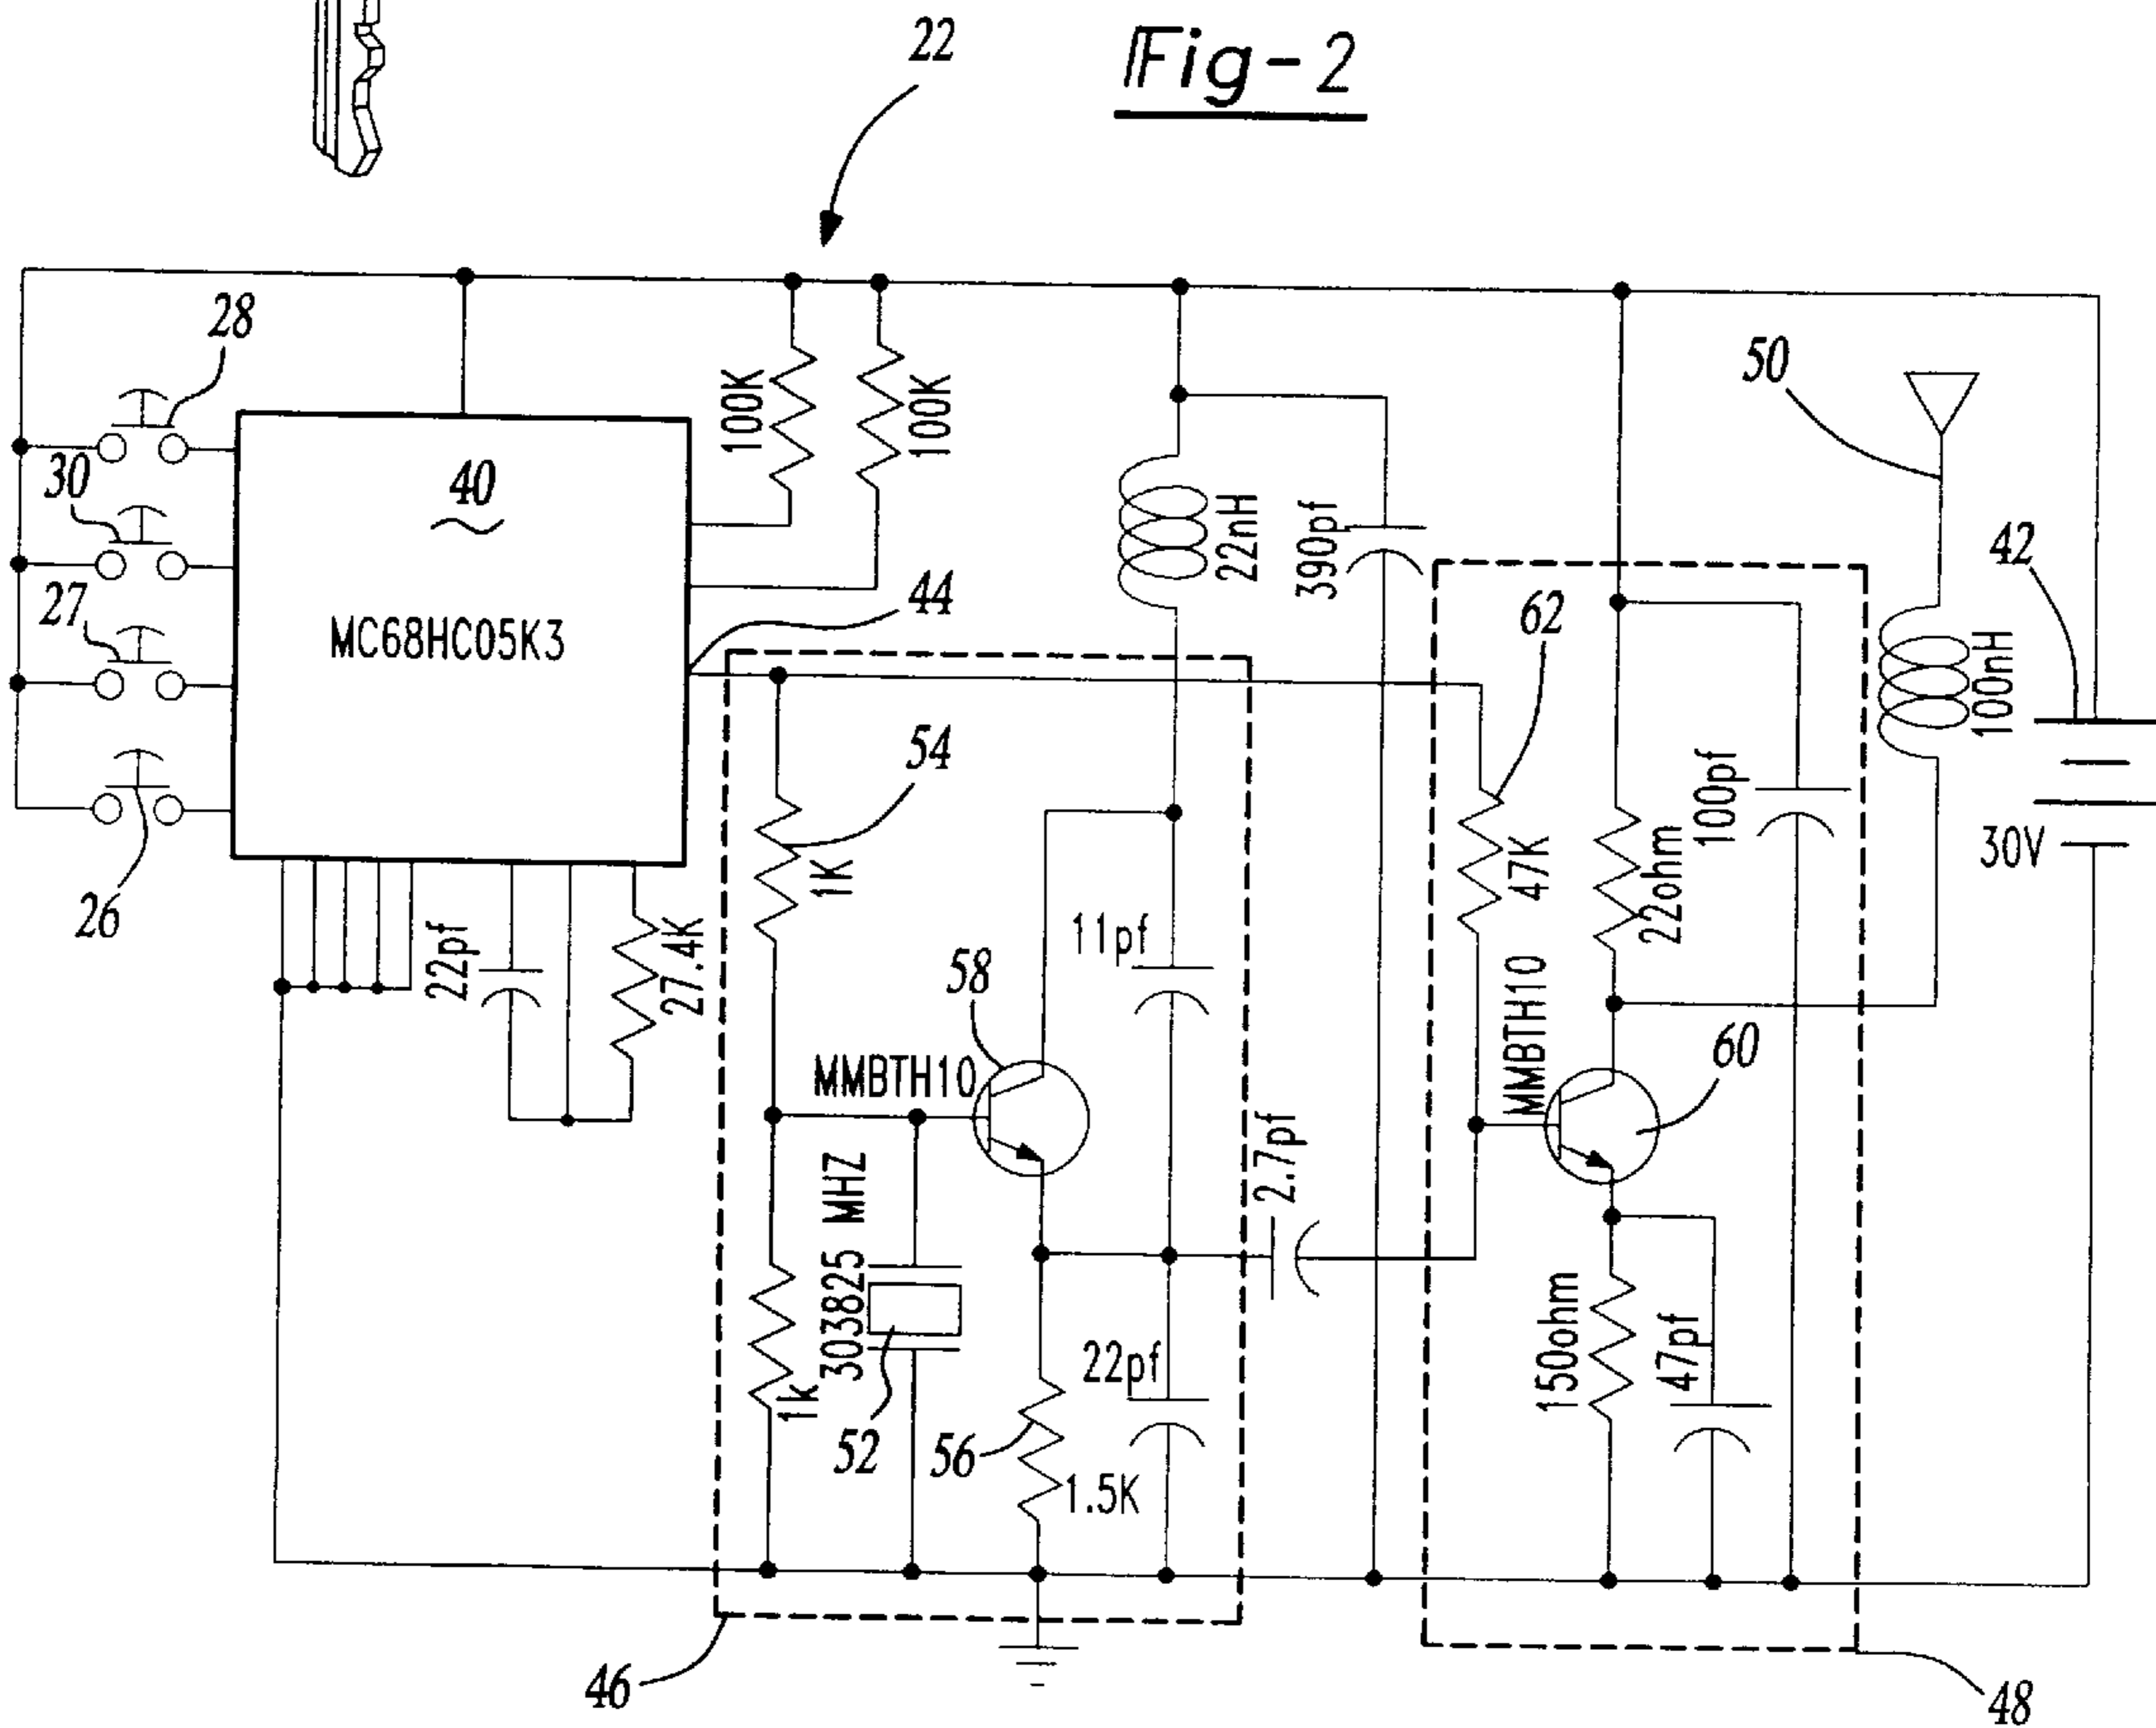 22
Fig-2
28
30
27
26
40
MC68HC05K3
100K
100K
44
22nH
390pf
50
42
62
100nH
54
1K
47K
22ohm
100pf
30V
22pf
27.4K
11pf
58
MMBTH10
MMBTH10
60
2.7pf
303825 MHZ
1k
52
56
1.5K
22pf
150ohm
47pf
46
48